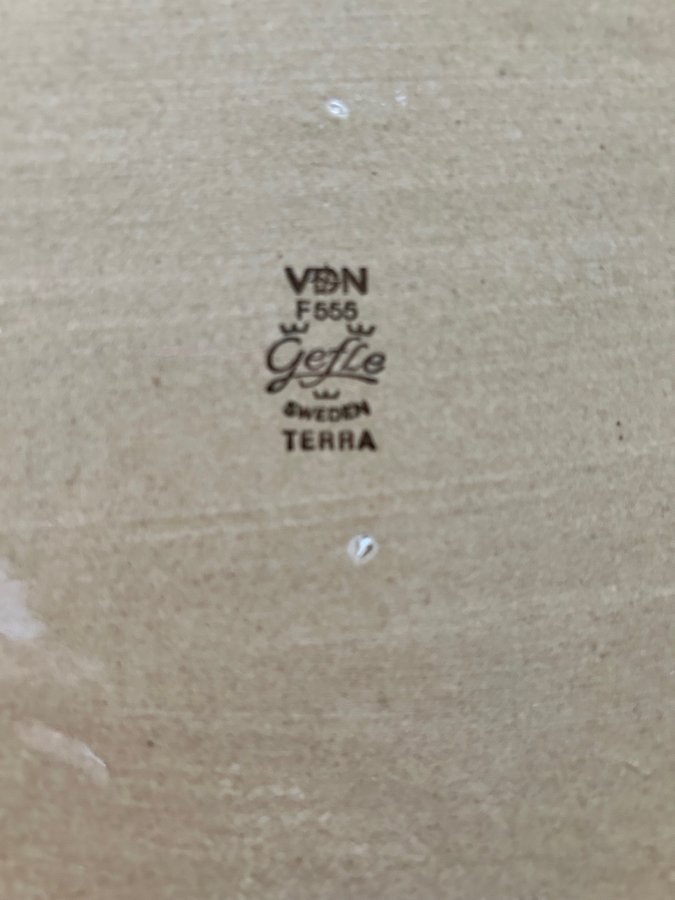 VDN
F555
Gefle
SWEDEN
TERRA